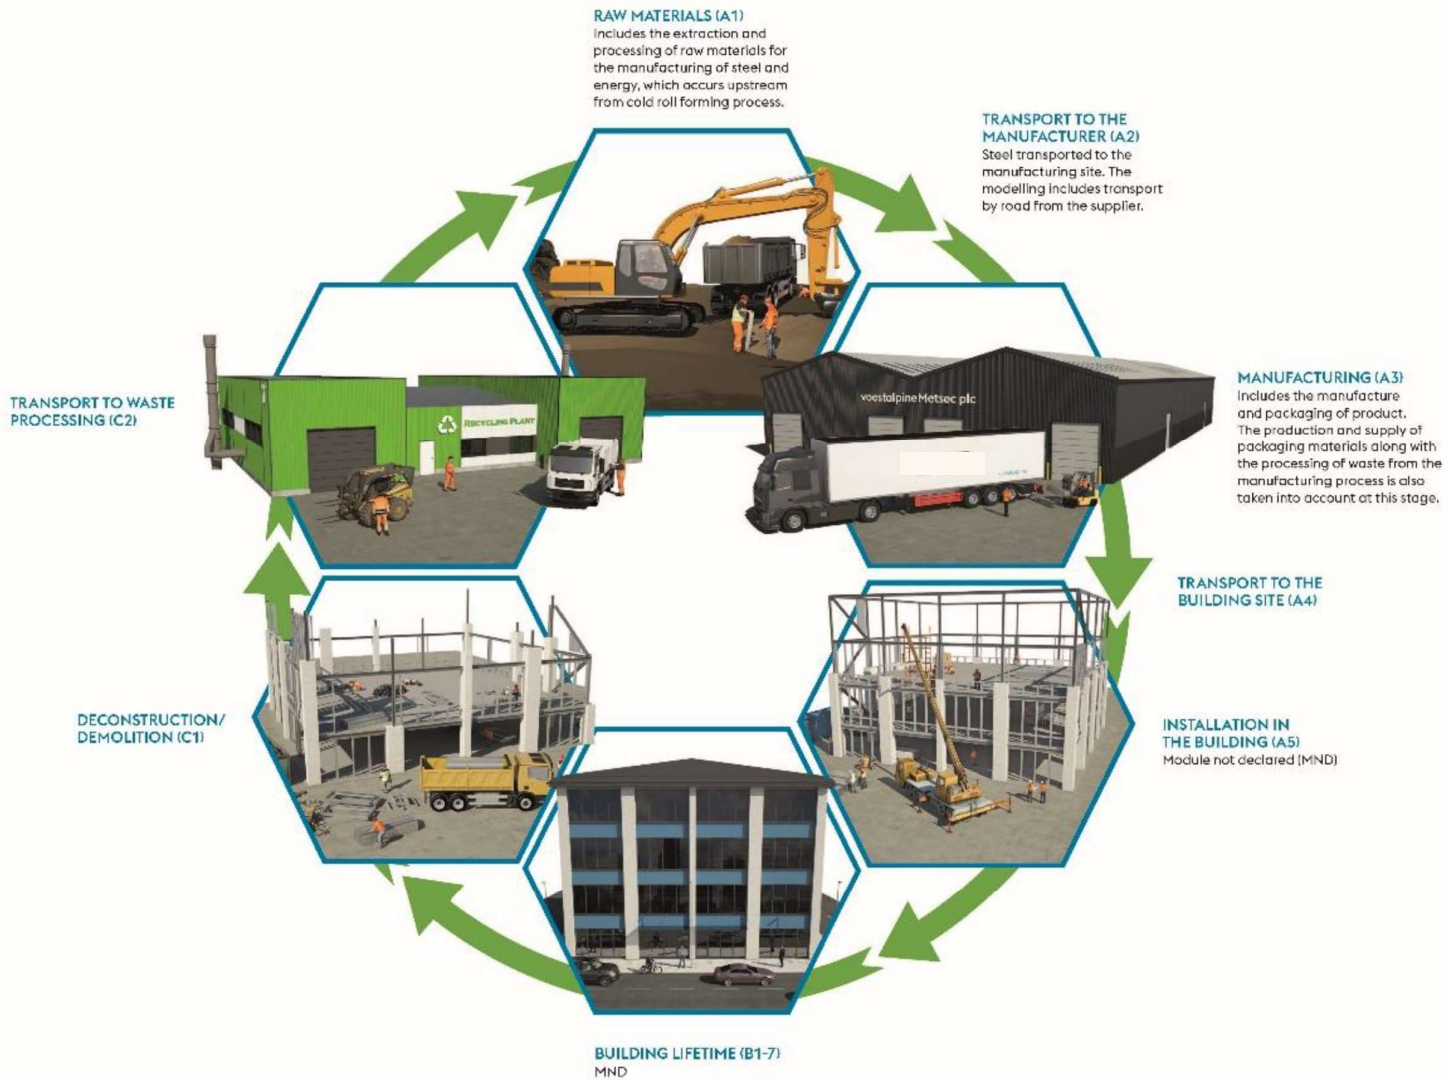 RAW MATERIALS (A1)
Includes the extraction and
processing of raw materials for
the manufacturing of steel and
energy, which occurs upstream
from cold roll forming process.
TRANSPORT TO THE
MANUFACTURER (A2)
Steel transported to the
manufacturing site. The
modelling includes transport
by road from the supplier.
voestalpine Metsec plc
MANUFACTURING (A3)
Includes the manufacture
and packaging of product.
The production and supply of
packaging materials along with
the processing of waste from the
manufacturing process is also
taken into account at this stage.
TRANSPORT TO WASTE
PROCESSING (C2)
RECYCLING PLANT
TRANSPORT TO THE
BUILDING SITE (A4)
DECONSTRUCTION/
DEMOLITION (C1)
INSTALLATION IN
THE BUILDING (A5)
Module not declared (MND)
BUILDING LIFETIME (B1-7)
MND